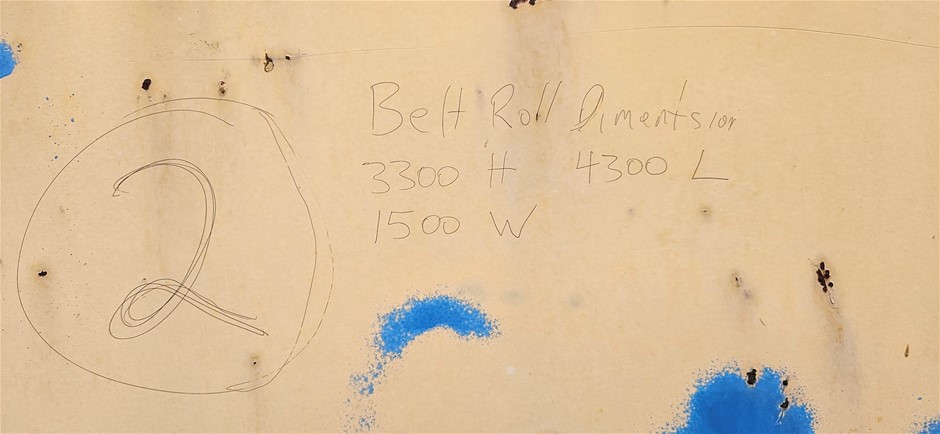 2
Belt Roll Dimentsion
3300 H 4300 L
1500 W